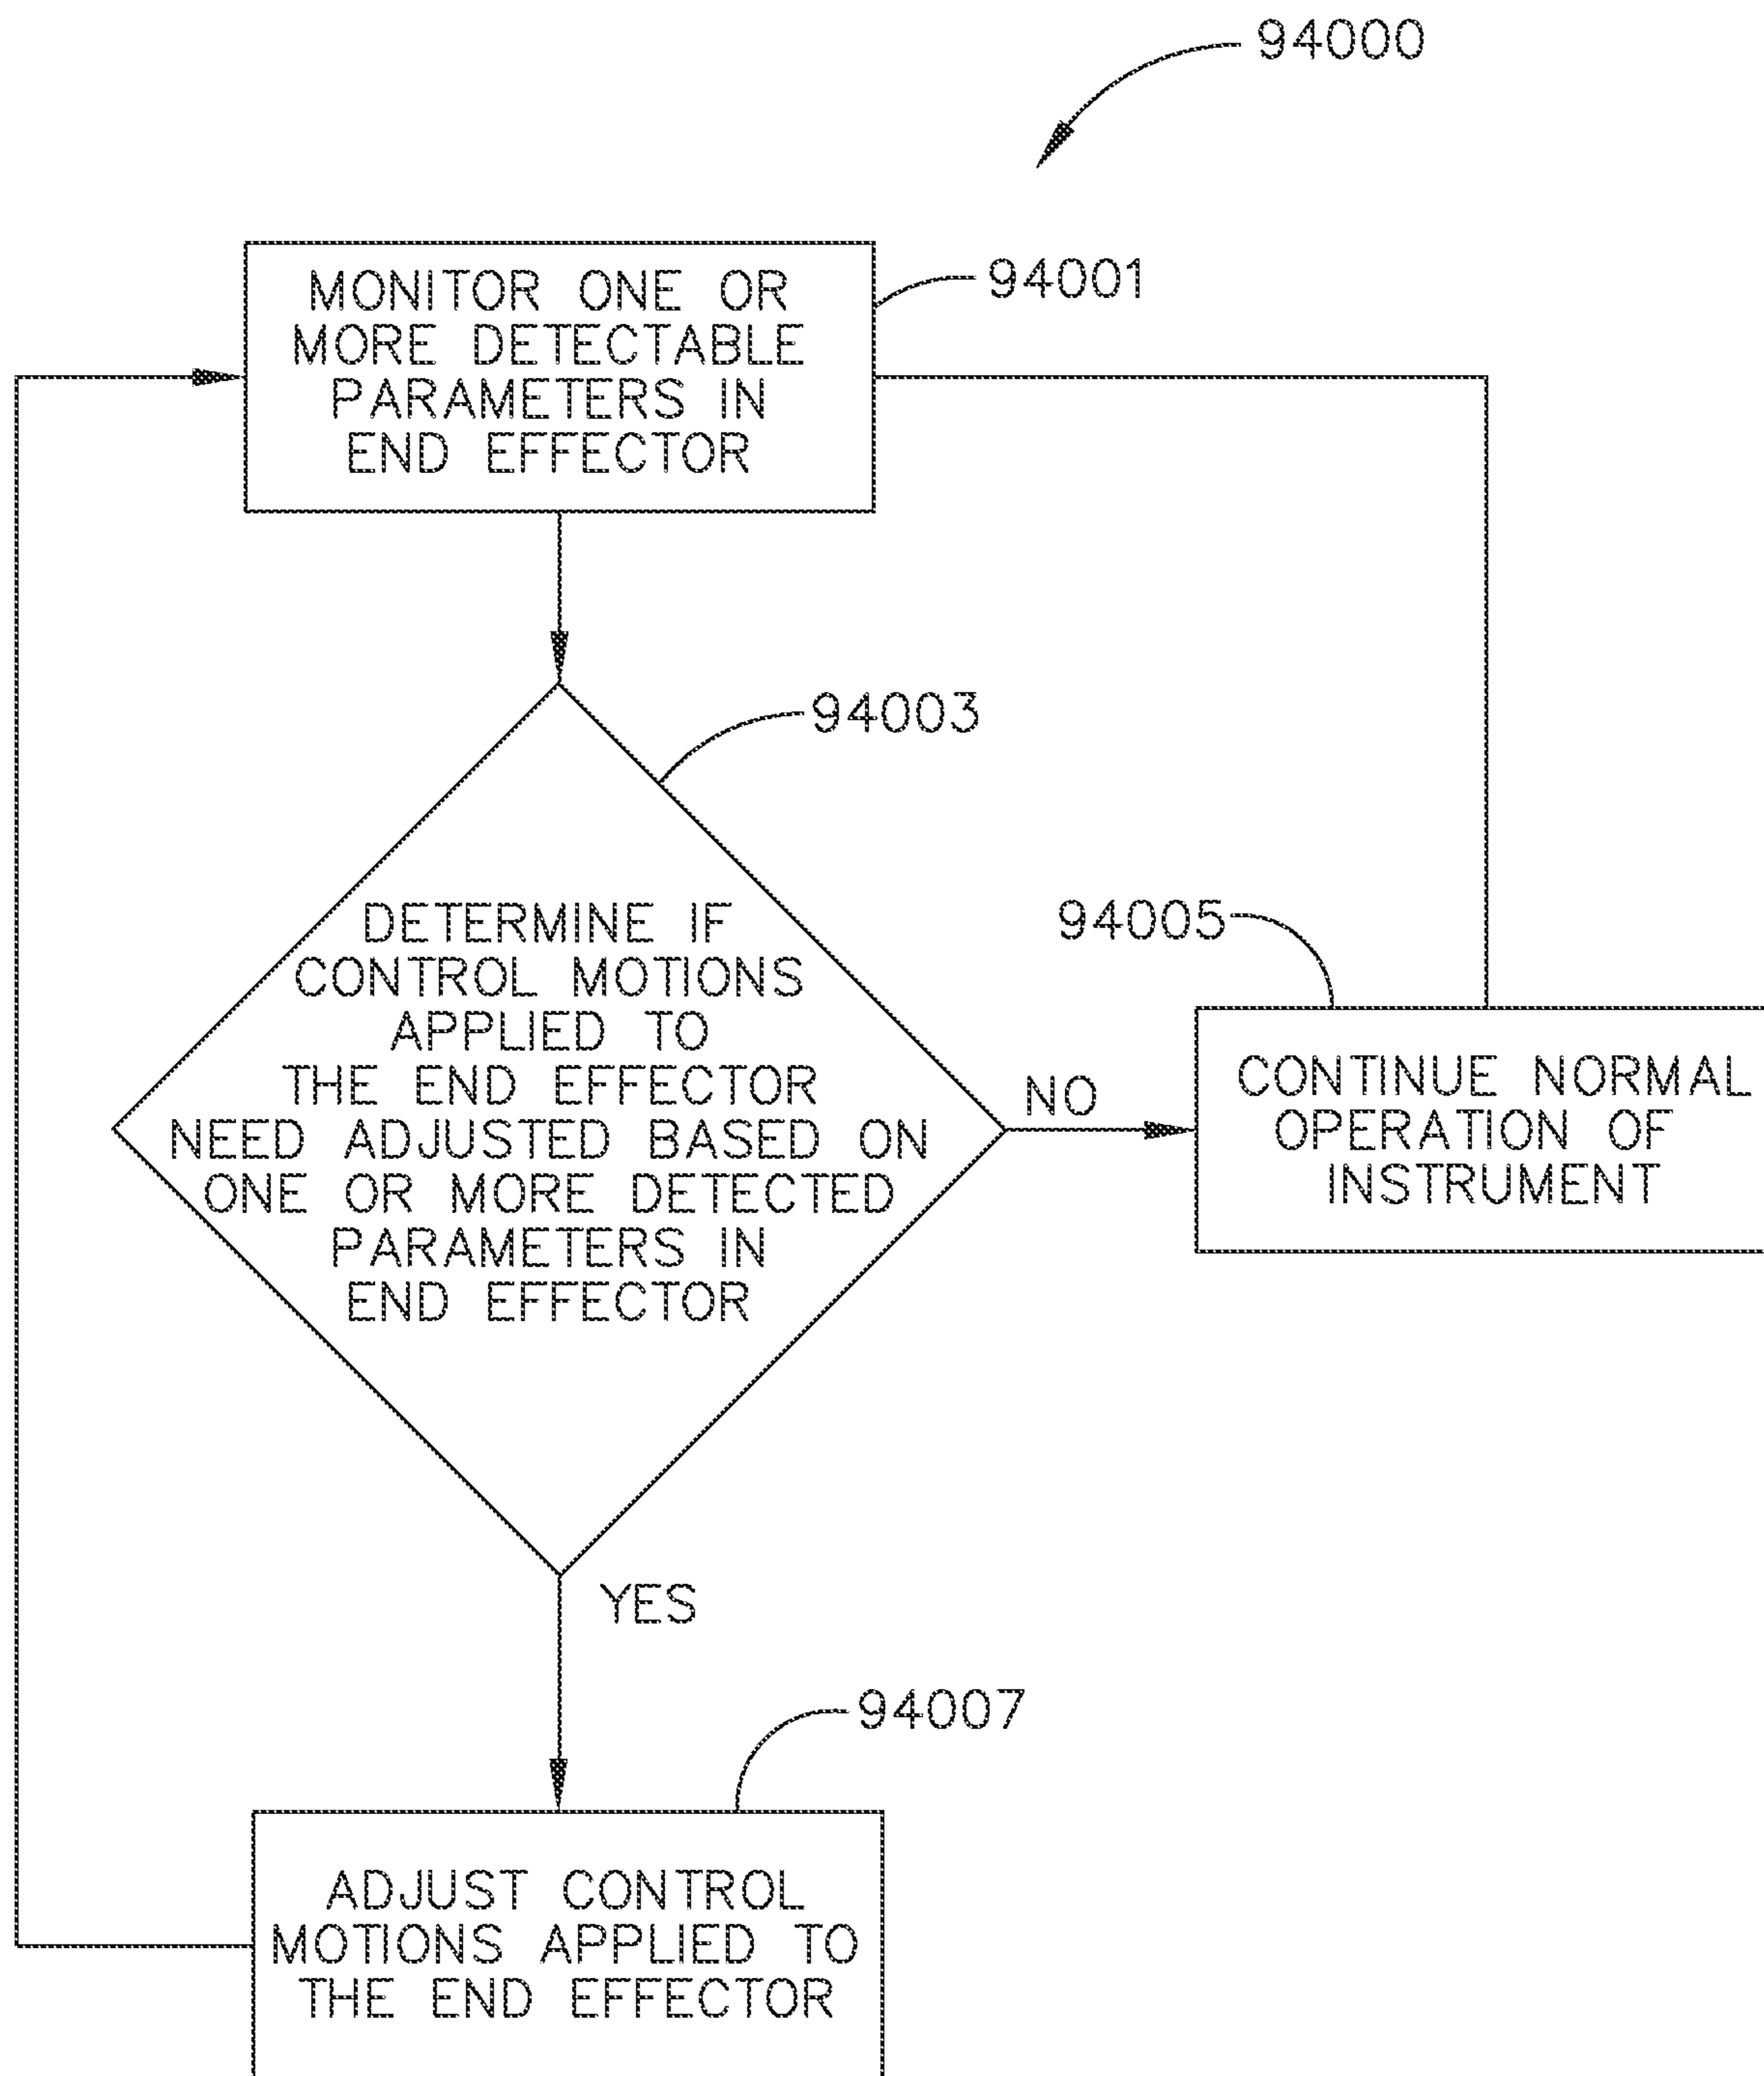 94000
MONITOR ONE OR
MORE DETECTABLE
PARAMETERS IN
END EFFECTOR
94001
94003
DETERMINE IF
CONTROL MOTIONS
APPLIED TO
THE END EFFECTOR
NEED ADJUSTED BASED ON
ONE OR MORE DETECTED
PARAMETERS IN
END EFFECTOR
NO
94005
CONTINUE NORMAL
OPERATION OF
INSTRUMENT
YES
94007
ADJUST CONTROL
MOTIONS APPLIED TO
THE END EFFECTOR